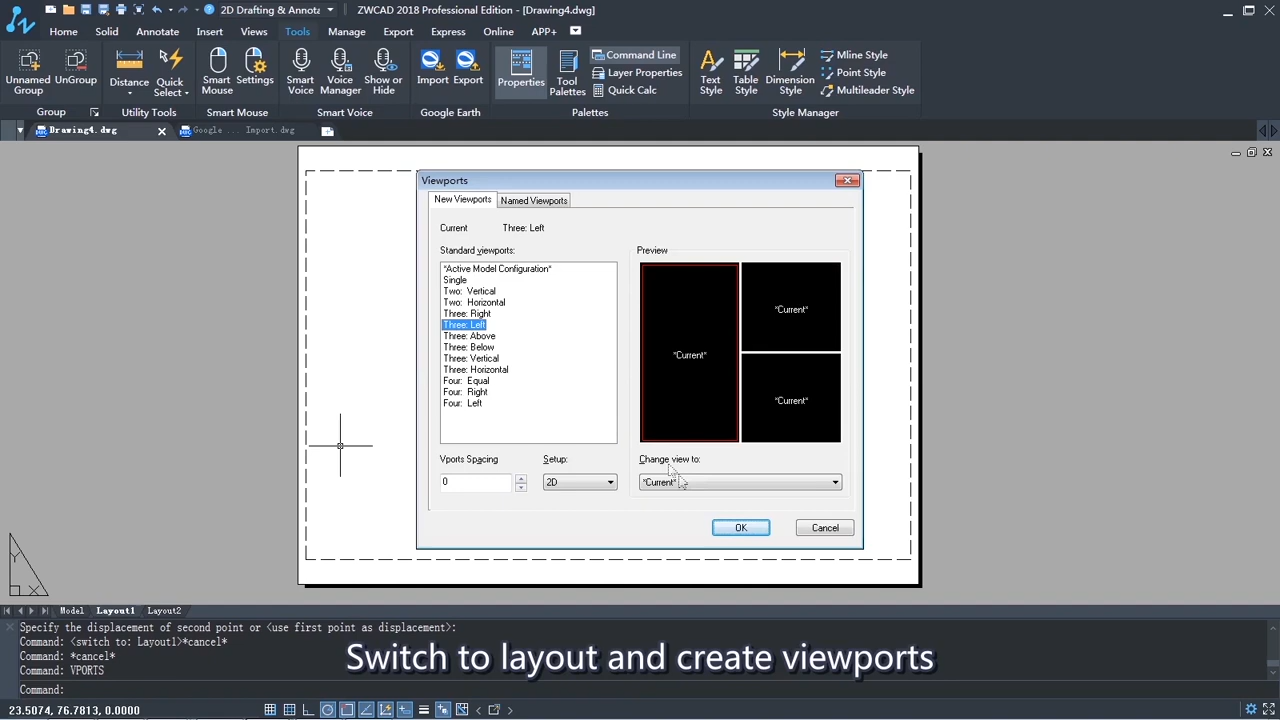 2D Drafting & Annota
ZWCAD 2018 Professional Edition - [Drawing4.dwg]
Home Solid Annotate Insert Views Tools Manage Export Express Online APP+
Unnamed Group
UnGroup
Distance
Quick Select
Smart Mouse
Settings
Smart Voice
Voice Manager
Show or Hide
Import
Export
Properties
Tool Palettes
Command Line
Layer Properties
Quick Calc
Text Style
Table Style
Dimension Style
Mline Style
Point Style
Multileader Style
Group Utility Tools Smart Mouse Smart Voice Google Earth Palettes Style Manager
Drawing4.dwg
Google ... Import.dwg
Viewports
New Viewports
Named Viewports
Current Three: Left
Standard viewports:
*Active Model Configuration*
Single
Two: Vertical
Two: Horizontal
Three: Right
Three: Left
Three: Above
Three: Below
Three: Vertical
Three: Horizontal
Four: Equal
Four: Right
Four: Left
Preview
*Current*
*Current*
*Current*
Vports Spacing
0
Setup:
2D
Change view to:
*Current*
OK
Cancel
X
Y
Model Layout1 Layout2
Specify the displacement of second point or <use first point as displacement>:
Command: <switch to: Layout1>*cancel*
Command: *cancel*
Command: VPORTS
Switch to layout and create viewports
Command:
23.5074, 76.7813, 0.0000